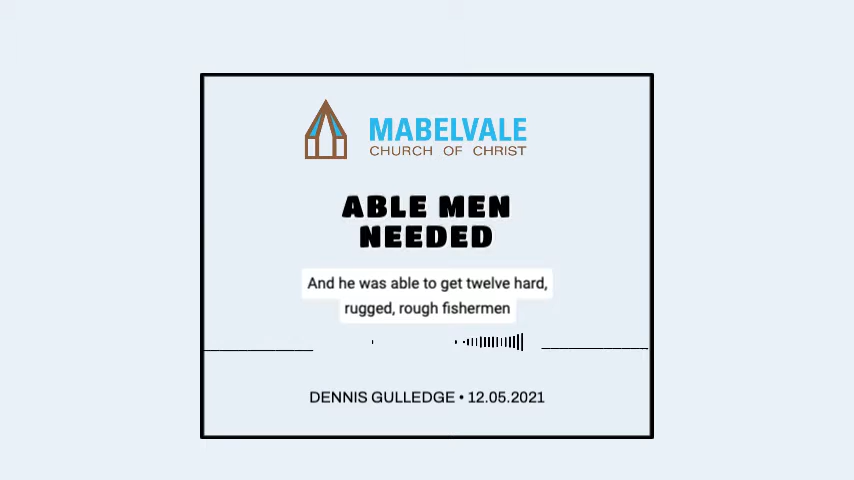 MABELVALE
CHURCH OF CHRIST
ABLE MEN
NEEDED
And he was able to get twelve hard,
rugged, rough fishermen
DENNIS GULLEDGE • 12.05.2021